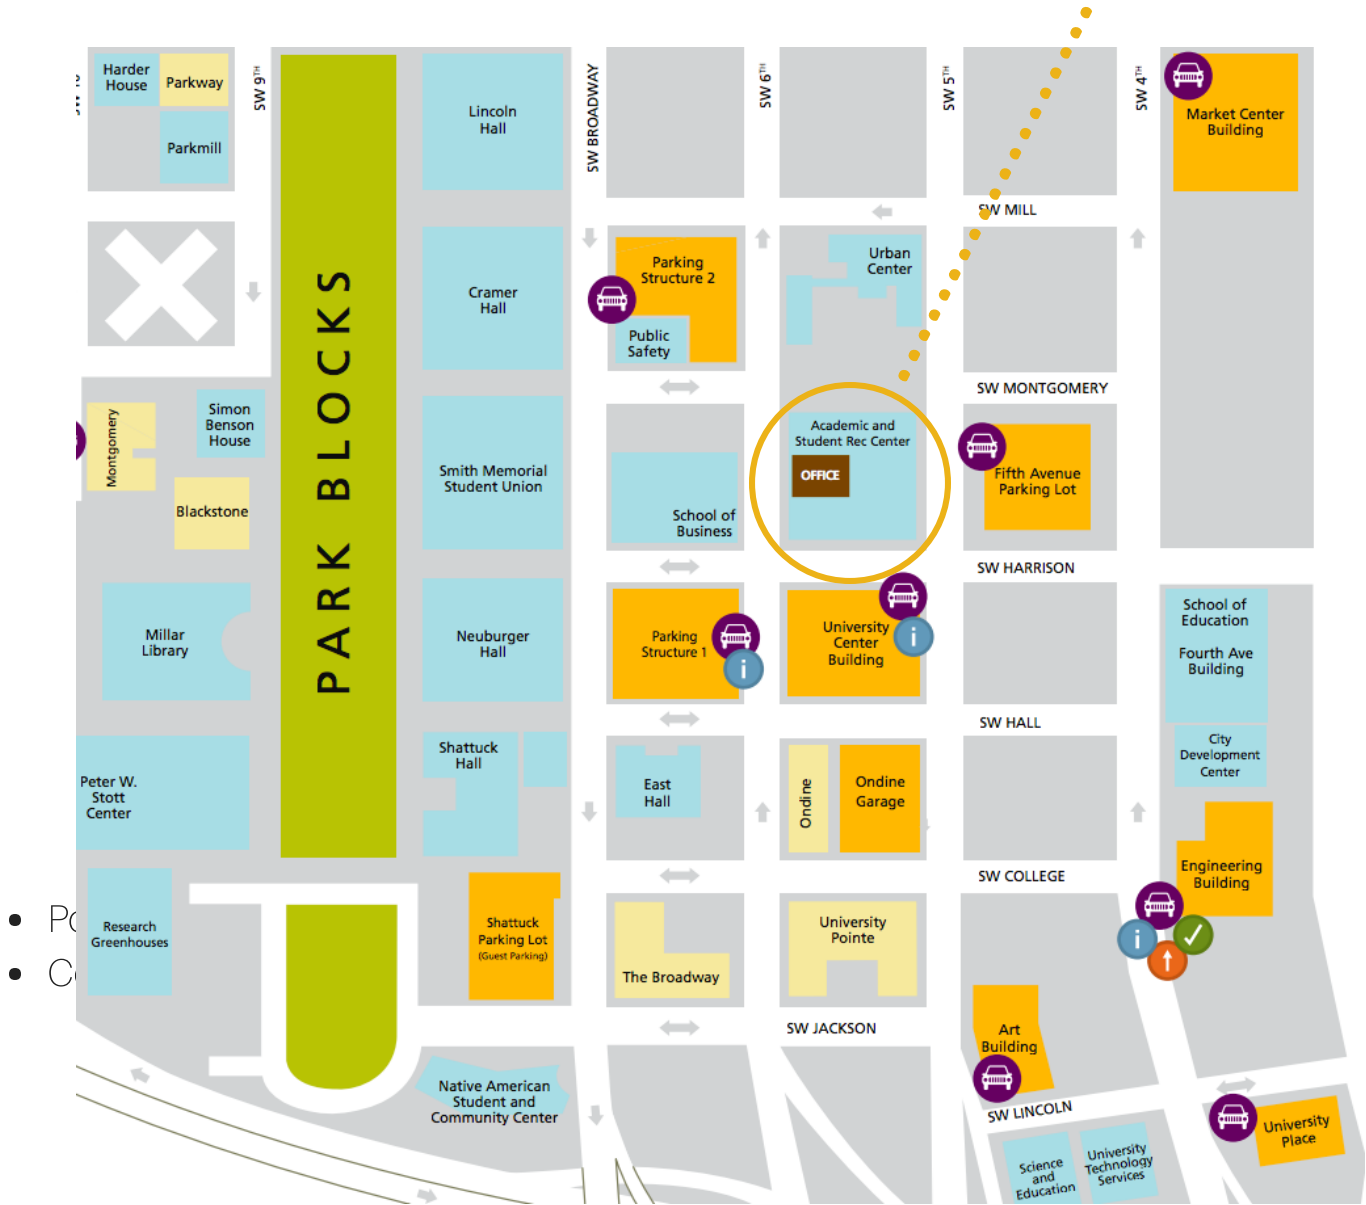 Harder
House
Parkway
Parkmill
SW 9TH
Lincoln
Hall
SW BROADWAY
SW 6TH
SW 5TH
SW 4TH
Market Center
Building
SW MILL
PARK BLOCKS
Cramer
Hall
Parking
Structure 2
Public
Safety
Urban
Center
SW MONTGOMERY
Montgomery
Simon
Benson
House
Blackstone
Smith Memorial
Student Union
School of
Business
Academic and
Student Rec Center
OFFICE
Fifth Avenue
Parking Lot
SW HARRISON
Millar
Library
Neuburger
Hall
Parking
Structure 1
i
University
Center
Building
i
School of
Education
Fourth Ave
Building
SW HALL
Peter W.
Stott
Center
Shattuck
Hall
East
Hall
Ondine
Ondine
Garage
City
Development
Center
SW COLLEGE
Engineering
Building
i
Research
Greenhouses
Shattuck
Parking Lot
(Guest Parking)
The Broadway
University
Pointe
SW JACKSON
Art
Building
Native American
Student and
Community Center
SW LINCOLN
Science
and
Education
University
Technology
Services
University
Place